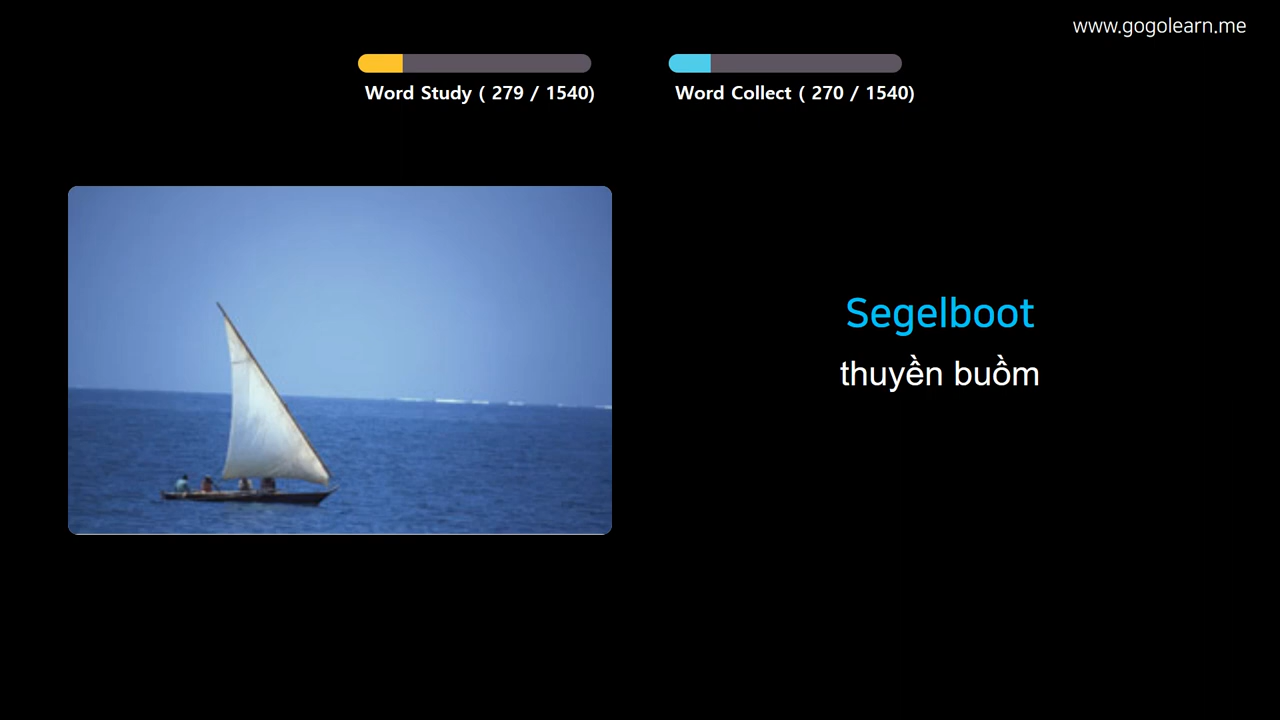 www.gogolearn.me
Word Study ( 279 / 1540)
Word Collect ( 270 / 1540)
Segelboot
thuyền buồm